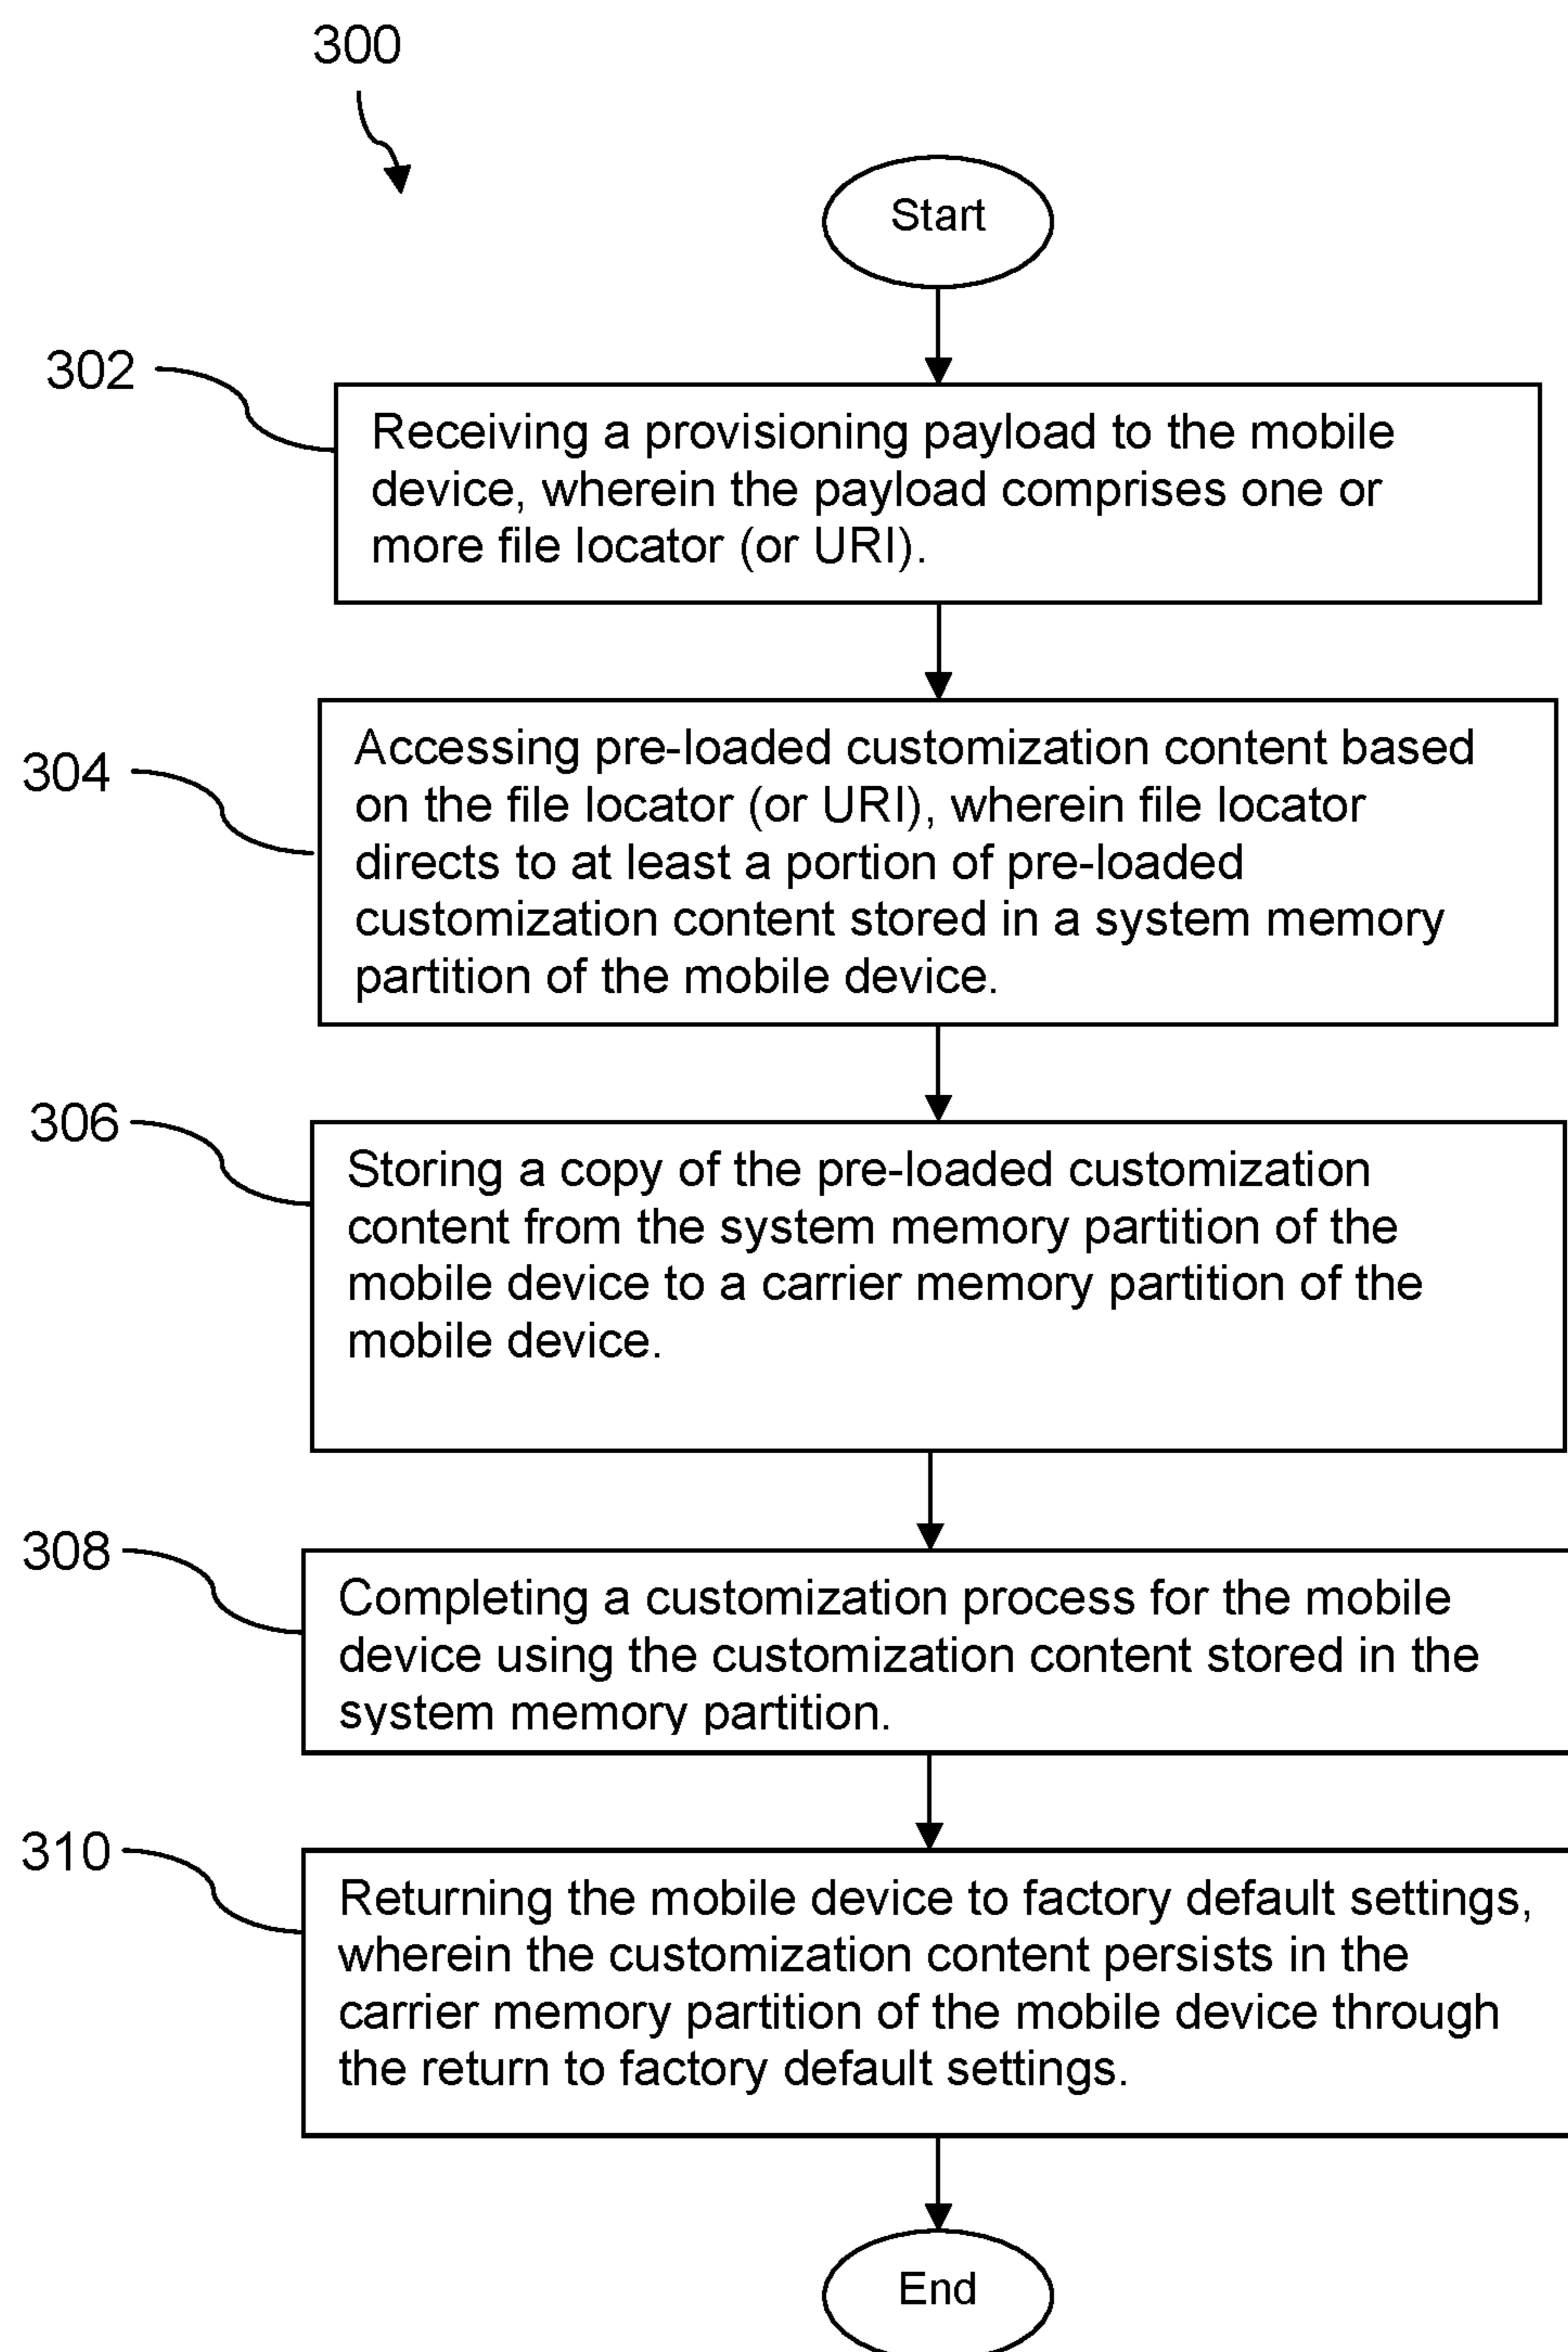 300
Start
302
Receiving a provisioning payload to the mobile
device, wherein the payload comprises one or
more file locator (or URI).
304
Accessing pre-loaded customization content based
on the file locator (or URI), wherein file locator
directs to at least a portion of pre-loaded
customization content stored in a system memory
partition of the mobile device.
306
Storing a copy of the pre-loaded customization
content from the system memory partition of the
mobile device to a carrier memory partition of the
mobile device.
308
Completing a customization process for the mobile
device using the customization content stored in the
system memory partition.
310
Returning the mobile device to factory default settings,
wherein the customization content persists in the
carrier memory partition of the mobile device through
the return to factory default settings.
End